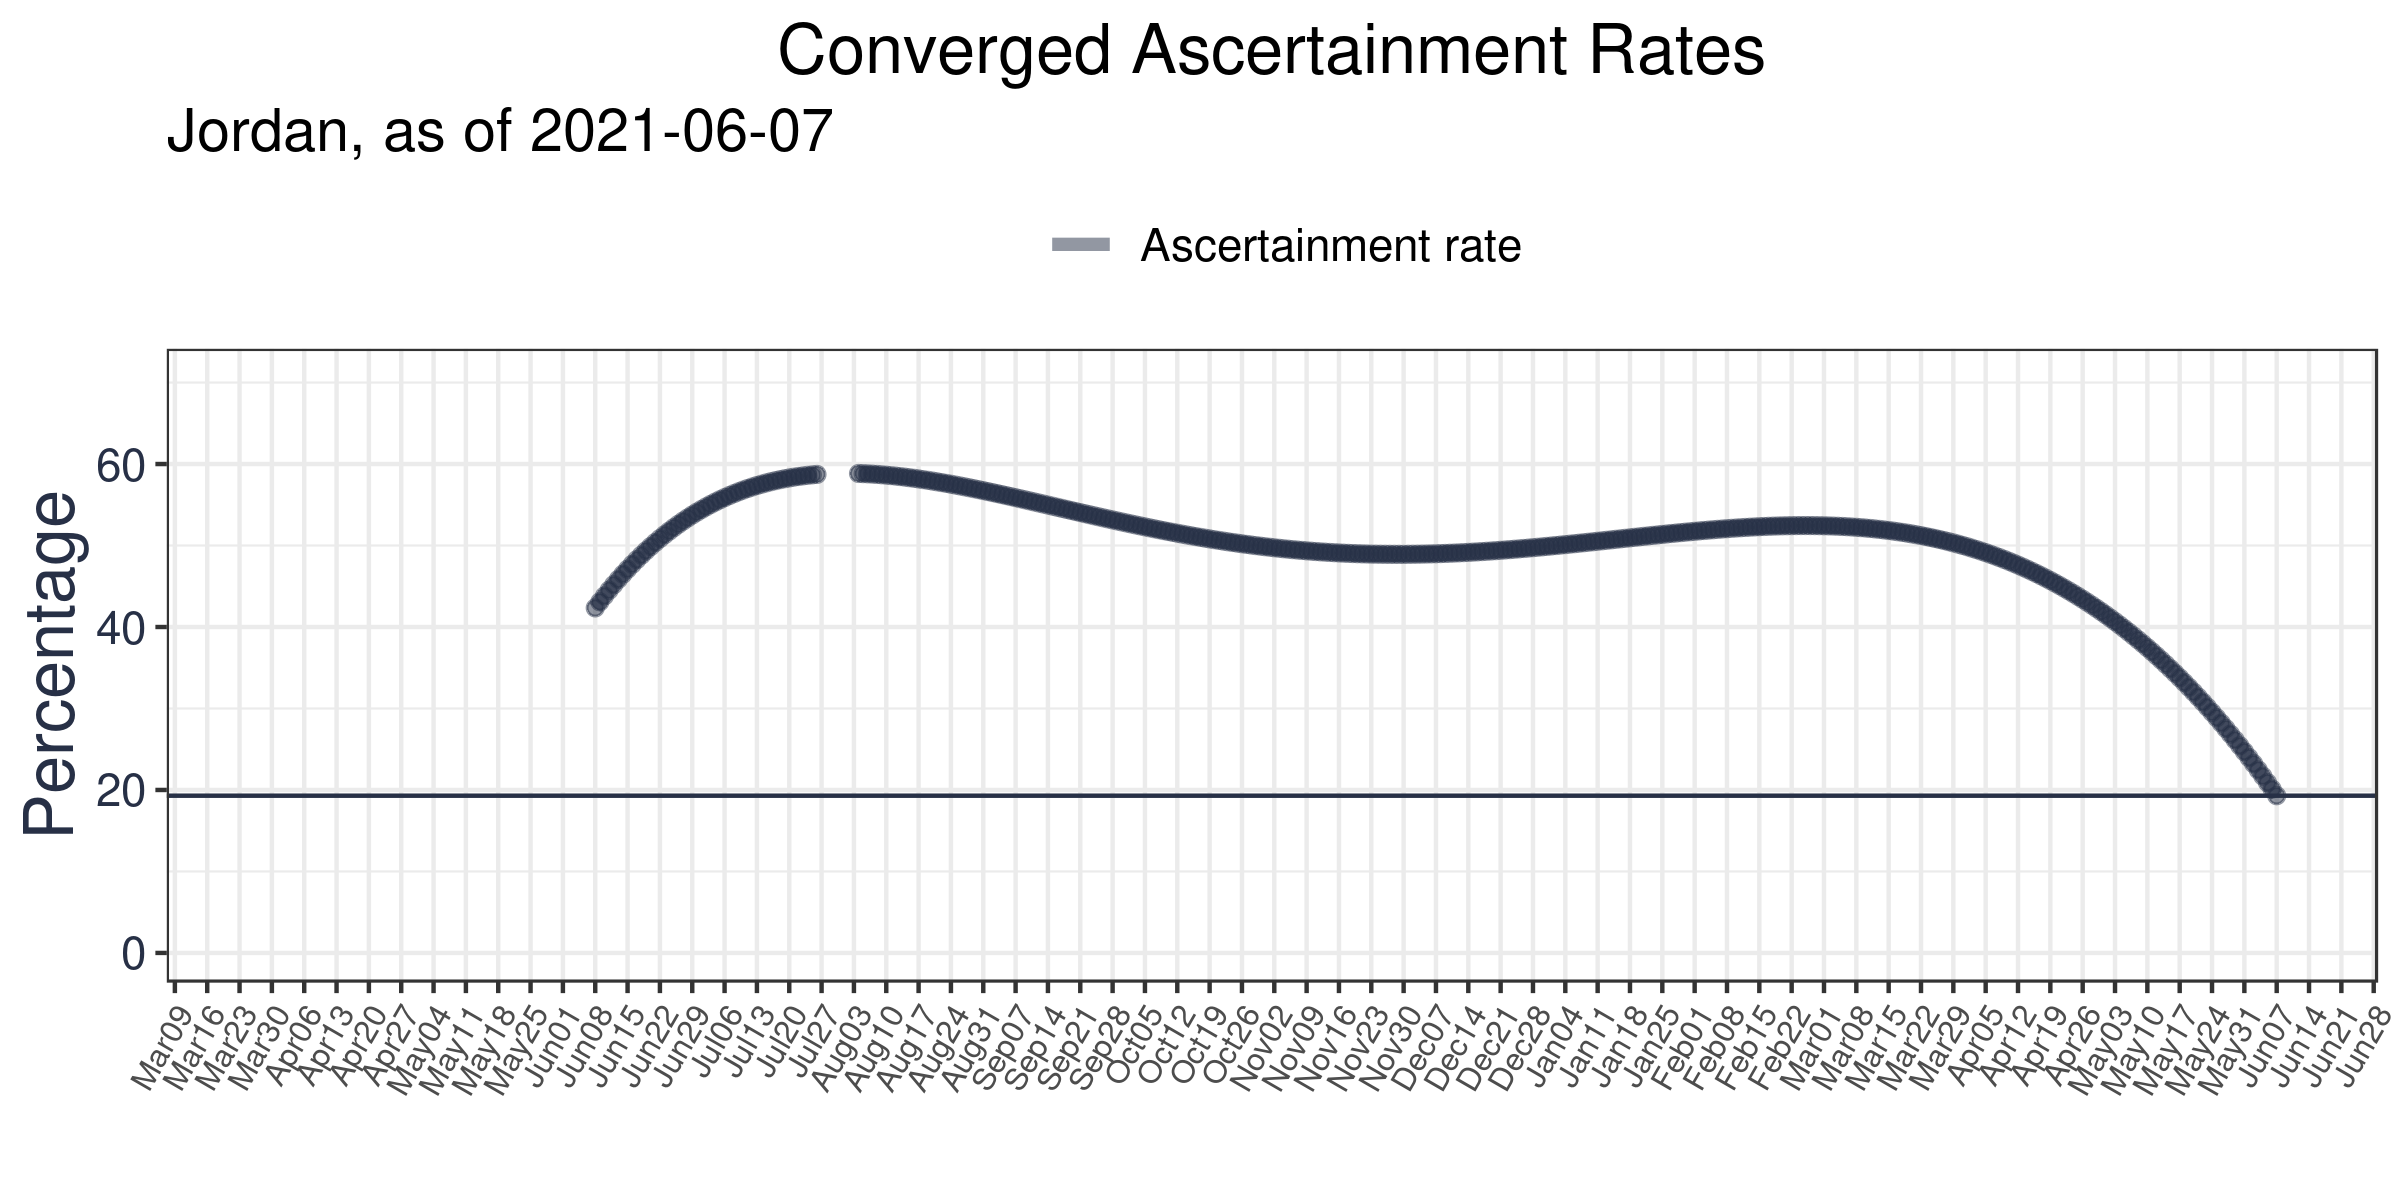 Converged Ascertainment Rates
Jordan, as of 2021-06-07
Ascertainment rate
Percentage
60
40
20
0
Mar09 Mar16 Mar23 Mar30 Apr06 Apr13 Apr20 Apr27 May04 May11 May18 May25 Jun01 Jun08 Jun15 Jun22 Jun29 Jul06 Jul13 Jul20 Jul27 Aug03 Aug10 Aug17 Aug24 Aug31 Sep07 Sep14 Sep21 Sep28 Oct05 Oct12 Oct19 Oct26 Nov02 Nov09 Nov16 Nov23 Nov30 Dec07 Dec14 Dec21 Dec28 Jan04 Jan11 Jan18 Jan25 Feb01 Feb08 Feb15 Feb22 Mar01 Mar08 Mar15 Mar22 Mar29 Apr05 Apr12 Apr19 Apr26 May03 May10 May17 May24 May31 Jun07 Jun14 Jun21 Jun28